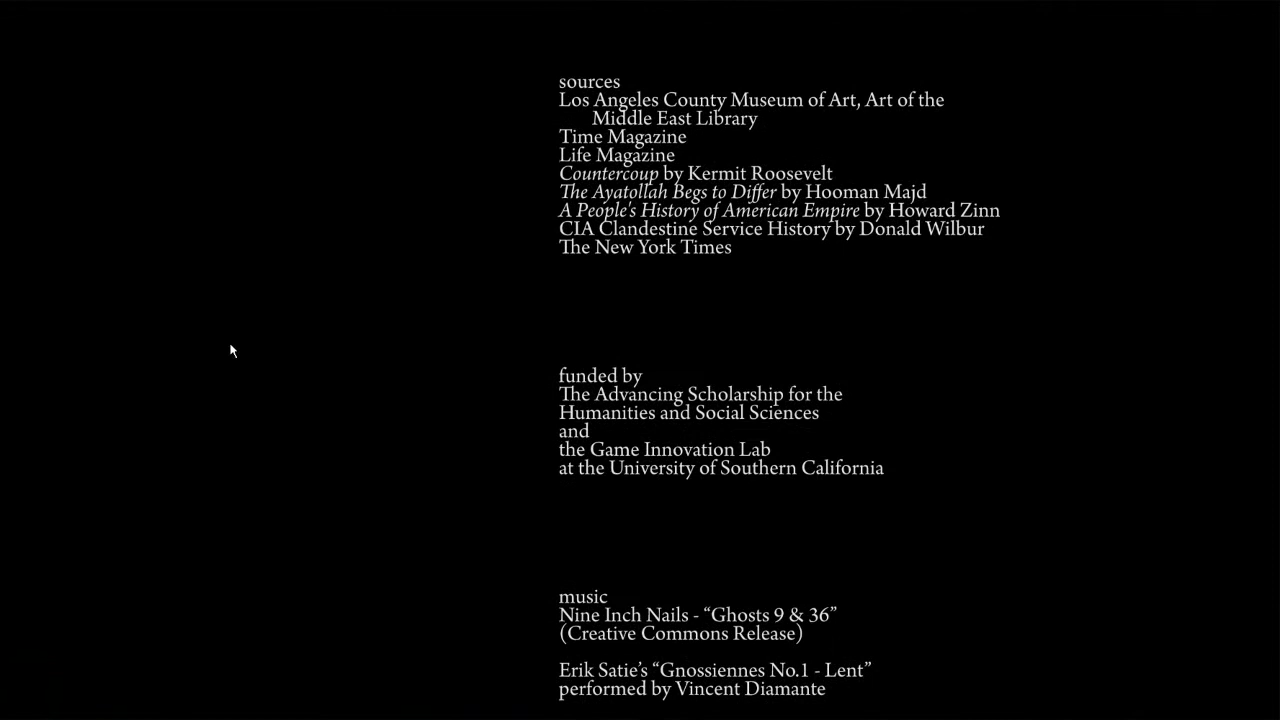 sources
Los Angeles County Museum of Art, Art of the
Middle East Library
Time Magazine
Life Magazine
Countercoup by Kermit Roosevelt
The Ayatollah Begs to Differ by Hooman Majd
A People's History of American Empire by Howard Zinn
CIA Clandestine Service History by Donald Wilbur
The New York Times
funded by
The Advancing Scholarship for the
Humanities and Social Sciences
and
the Game Innovation Lab
at the University of Southern California
music
Nine Inch Nails - “Ghosts 9 & 36”
(Creative Commons Release)
Erik Satie’s “Gnossiennes No.1 - Lent”
performed by Vincent Diamante